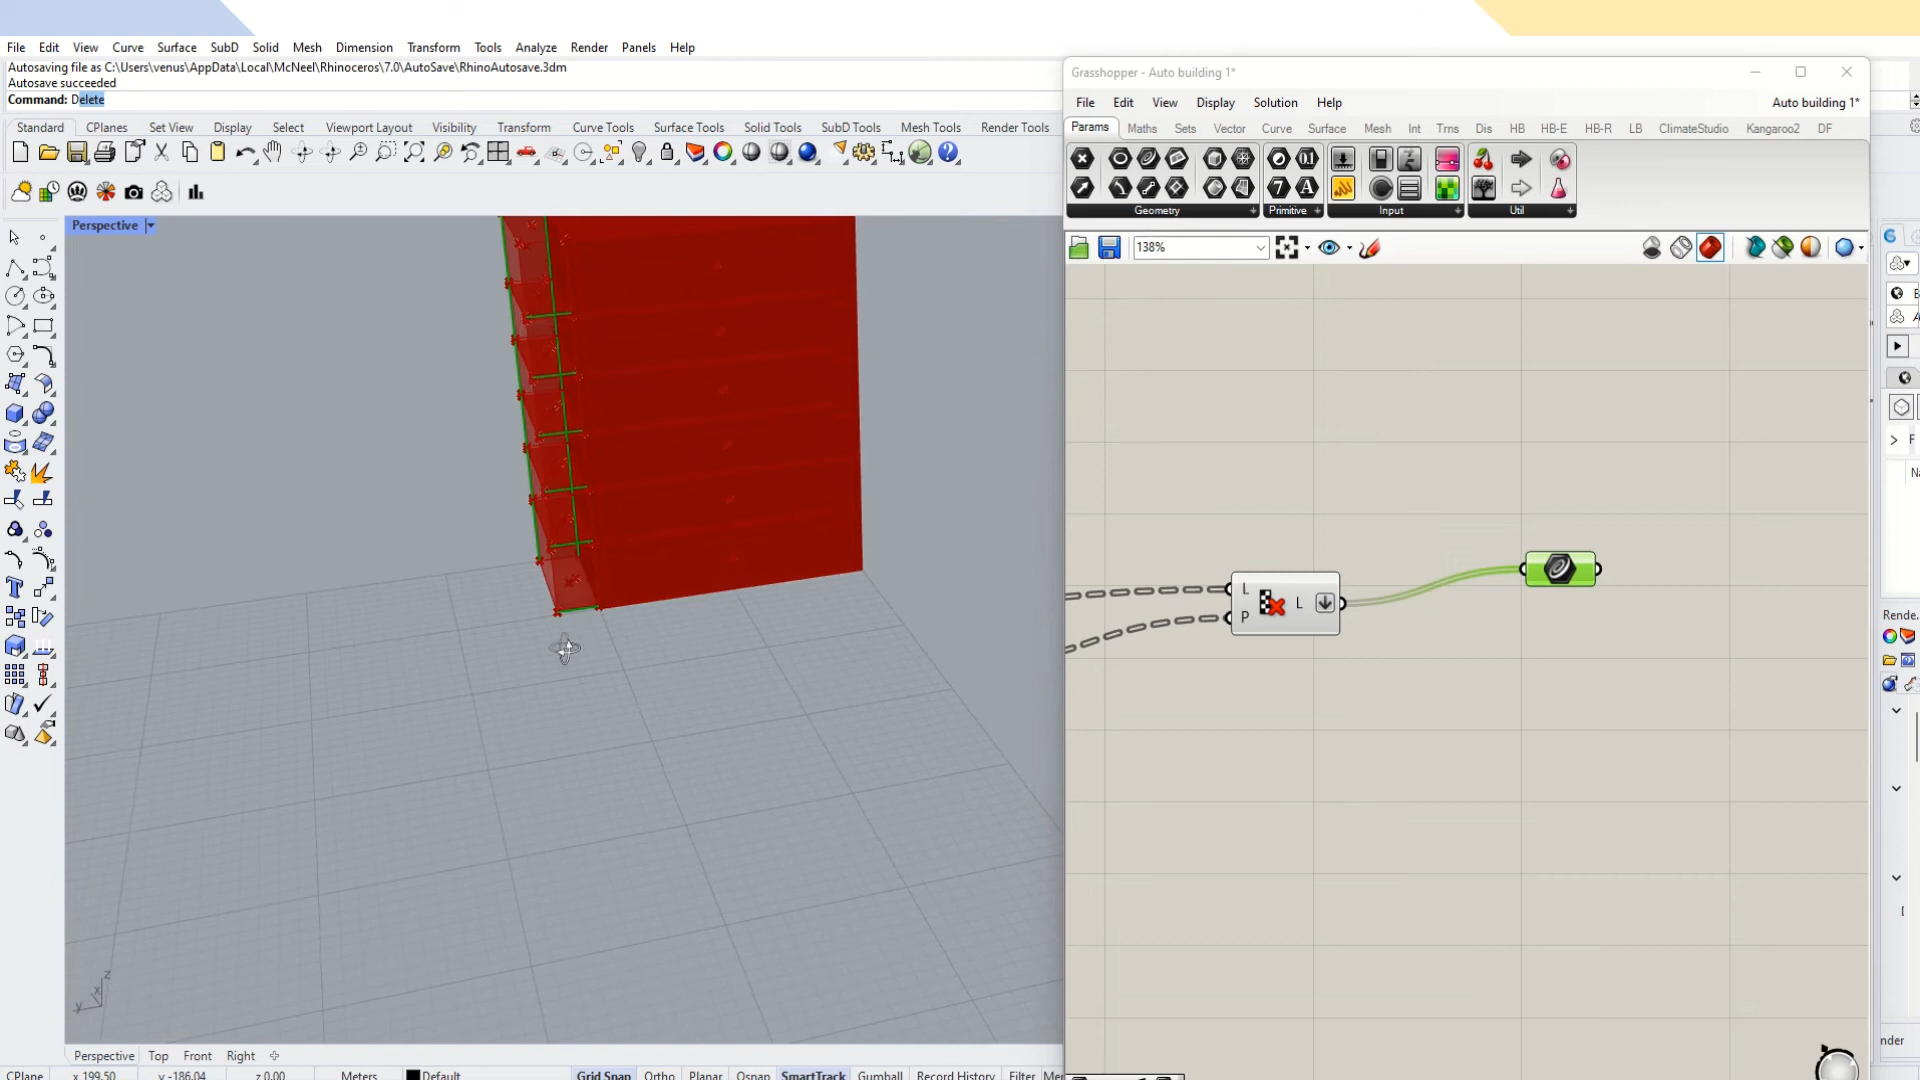 File Edit View Curve Surface SubD Solid Mesh Dimension Transform Tools Analyze Render Panels Help
Autosaving file as C:\Users\venus\AppData\Local\McNeel\Rhinoceros\7.0\AutoSave\RhinoAutosave.3dm
Autosave succeeded
Command: Delete
Standard CPlanes Set View Display Select Viewport Layout Visibility Transform Curve Tools Surface Tools Solid Tools SubD Tools Mesh Tools Render Tools
Perspective
z
x
y
Perspective Top Front Right
CPlane x 199.50 y -186.04 z 0.00 Meters Default Grid Snap Ortho Planar Osnap SmartTrack Gumball Record History Filter
Grasshopper - Auto building 1*
File Edit View Display Solution Help Auto building 1*
Params Maths Sets Vector Curve Surface Mesh Int Trns Dis HB HB-E HB-R LB ClimateStudio Kangaroo2 DF
Geometry Primitive Input Util
138%
L
P
L
Rende.
nder